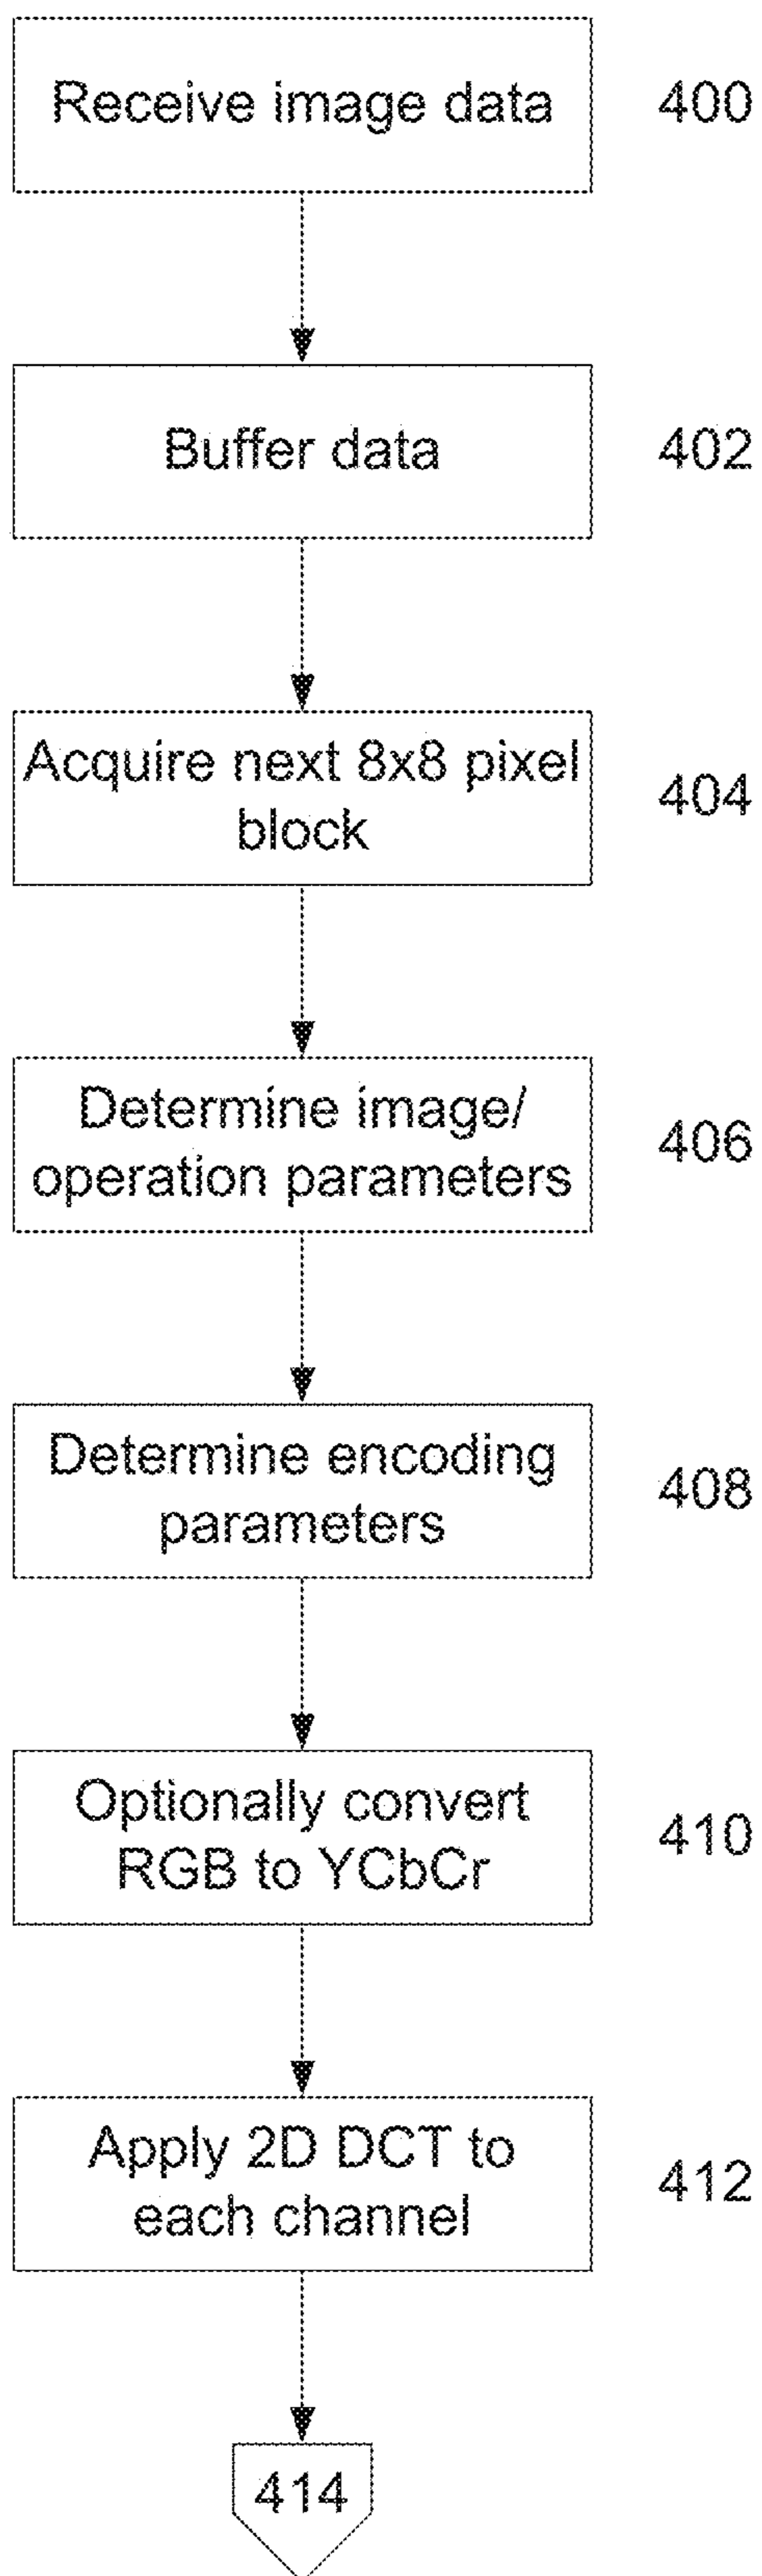 Receive image data
400
Buffer data
402
Acquire next 8x8 pixel
block
404
Determine image/
operation parameters
406
Determine encoding
parameters
408
Optionally convert
RGB to YCbCr
410
Apply 2D DCT to
each channel
412
414